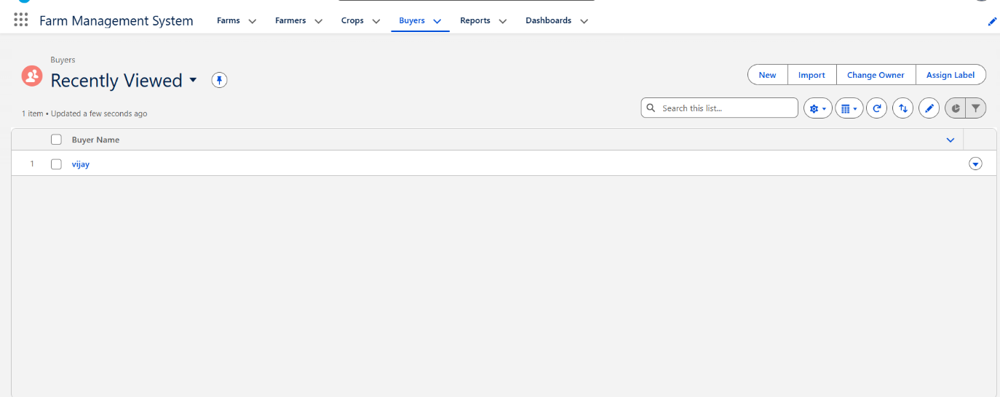 Farm Management System Farms Farmers Crops Buyers Reports Dashboards
Buyers
Recently Viewed
New Import Change Owner Assign Label
1 item • Updated a few seconds ago
Search this list...
Buyer Name
1 vijay